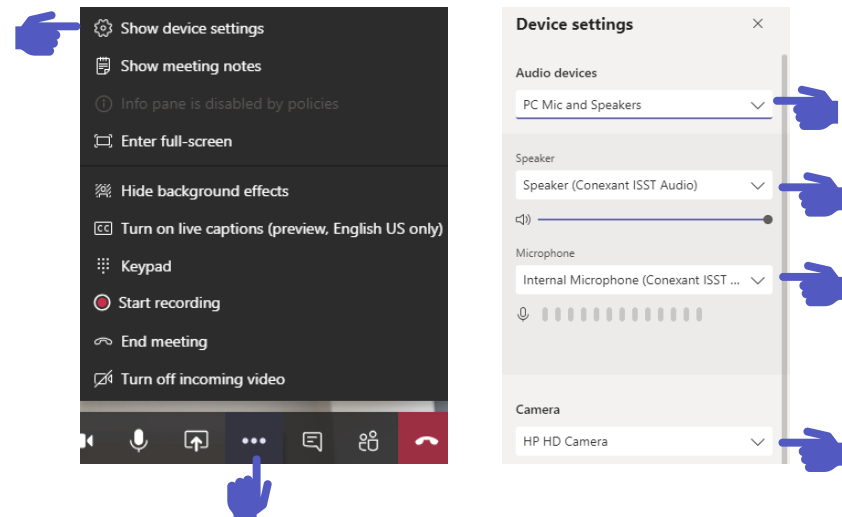 Show device settings
Show meeting notes
Info pane is disabled by policies
Enter full-screen
Hide background effects
CC Turn on live captions (preview, English US only)
Keypad
Start recording
End meeting
Turn off incoming video
Device settings
Audio devices
PC Mic and Speakers
Speaker
Speaker (Conexant ISST Audio)
Microphone
Internal Microphone (Conexant ISST ...
Camera
HP HD Camera